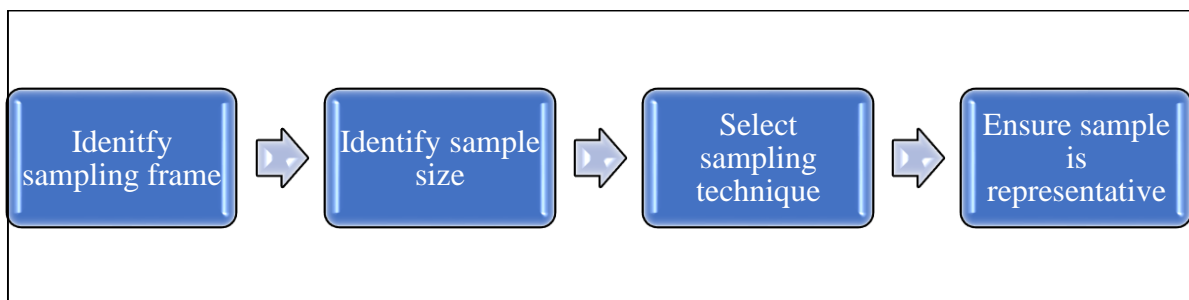 Idenitfy
sampling frame
Identify sample
size
Select
sampling
technique
Ensure sample
is
representative